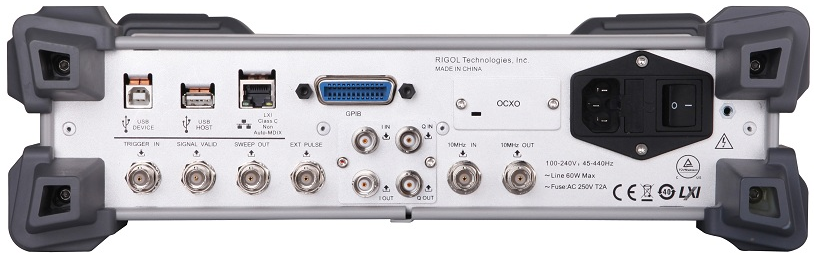 RIGOL Technologies, Inc.
MADE IN CHINA
USB
DEVICE
USB
HOST
LXI
Class C
Non
Auto-MDIX
GPIB
OCXO
I IN
Q IN
TRIGGER IN
SIGNAL VALID
SWEEP OUT
EXT PULSE
10MHz IN
10MHz OUT
I OUT
Q OUT
100-240V, 45-440Hz
~Line 60W Max
~Fuse:AC 250V T2A
CE
40
LXI